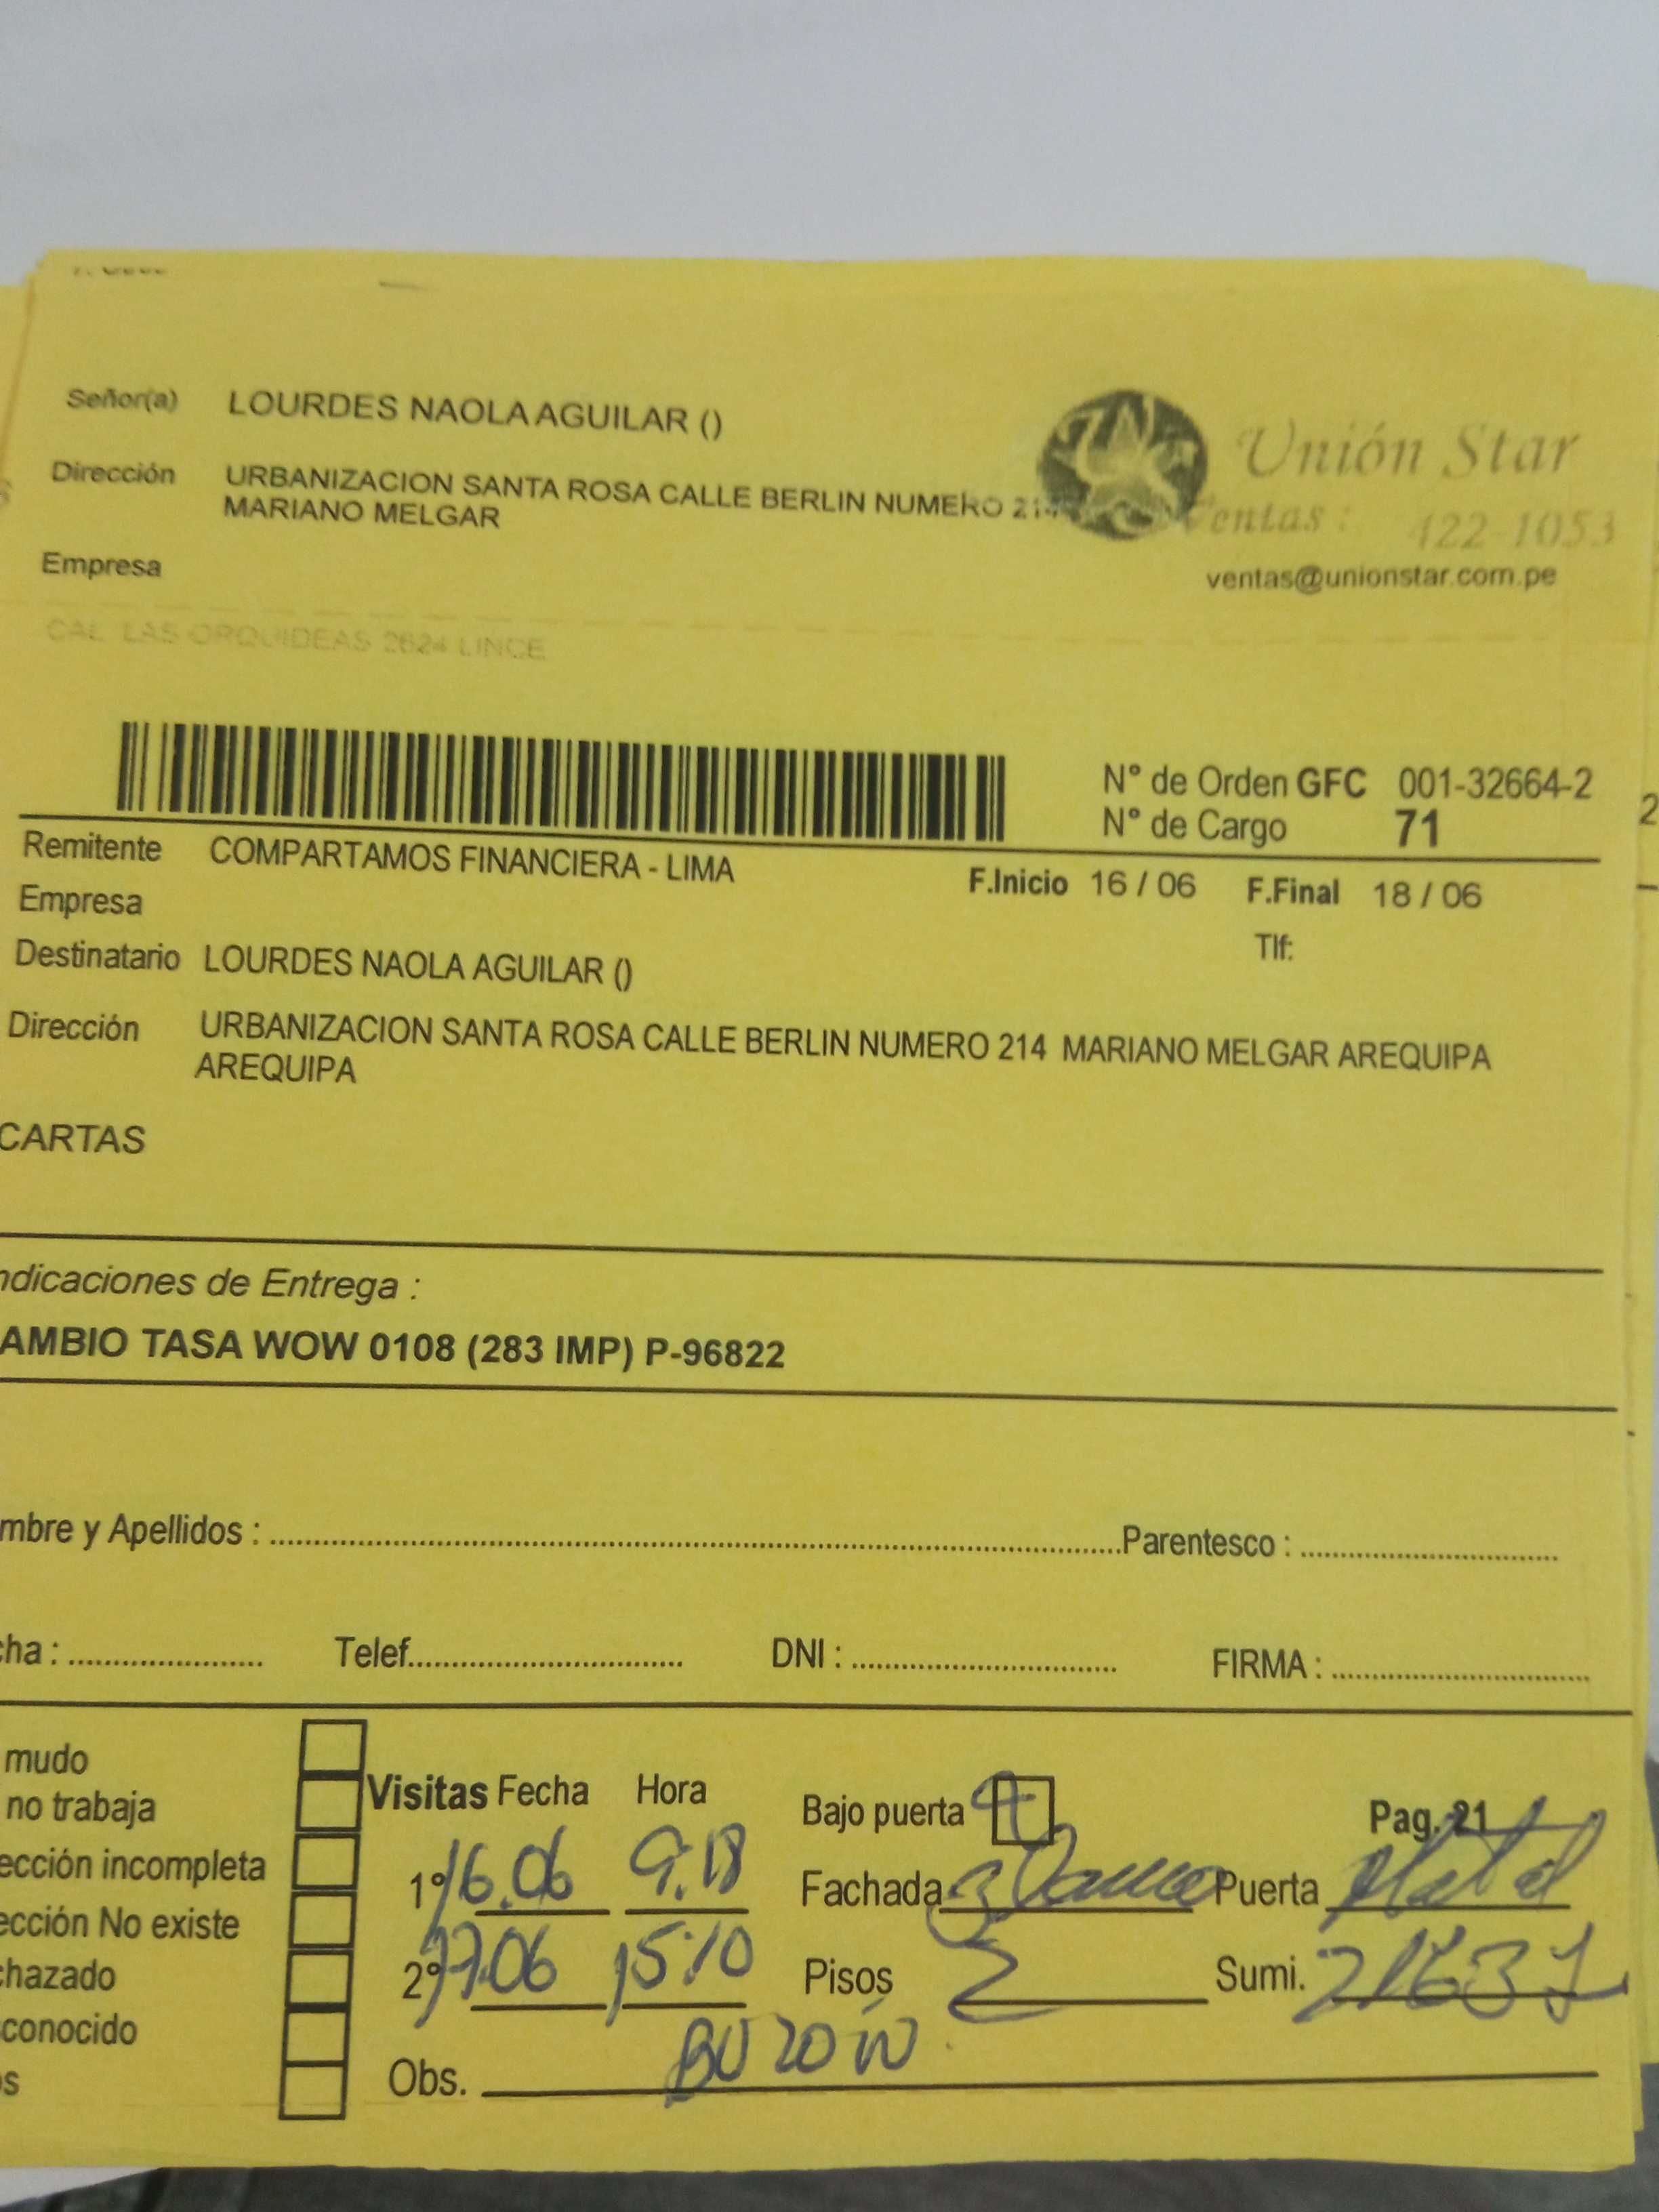 Señor(a) LOURDES NAOLA AGUILAR ()
Unión Star
Dirección URBANIZACION SANTA ROSA CALLE BERLIN NUMERO 214
MARIANO MELGAR
Ventas : 422-1053
Empresa
ventas@unionstar.com.pe
CAL LAS ORQUIDEAS 2624 LINCE
N° de Orden GFC 001-32664-2
N° de Cargo 71
Remitente COMPARTAMOS FINANCIERA - LIMA
F.Inicio 16 / 06 F.Final 18 / 06
Empresa
Tlf:
Destinatario LOURDES NAOLA AGUILAR ()
Dirección URBANIZACION SANTA ROSA CALLE BERLIN NUMERO 214 MARIANO MELGAR AREQUIPA
AREQUIPA
CARTAS
ndicaciones de Entrega :
AMBIO TASA WOW 0108 (283 IMP) P-96822
mbre y Apellidos : Parentesco :
cha : Telef. DNI : FIRMA :
mudo
no trabaja
ección incompleta
ección No existe
chazado
conocido
s
Visitas Fecha Hora
1° 16.06 9:18
2° 17.06 15:10
Bajo puerta Pag. 21
Fachada Puerta Metal
Pisos 2 Sumi.
Obs. BUZÓN